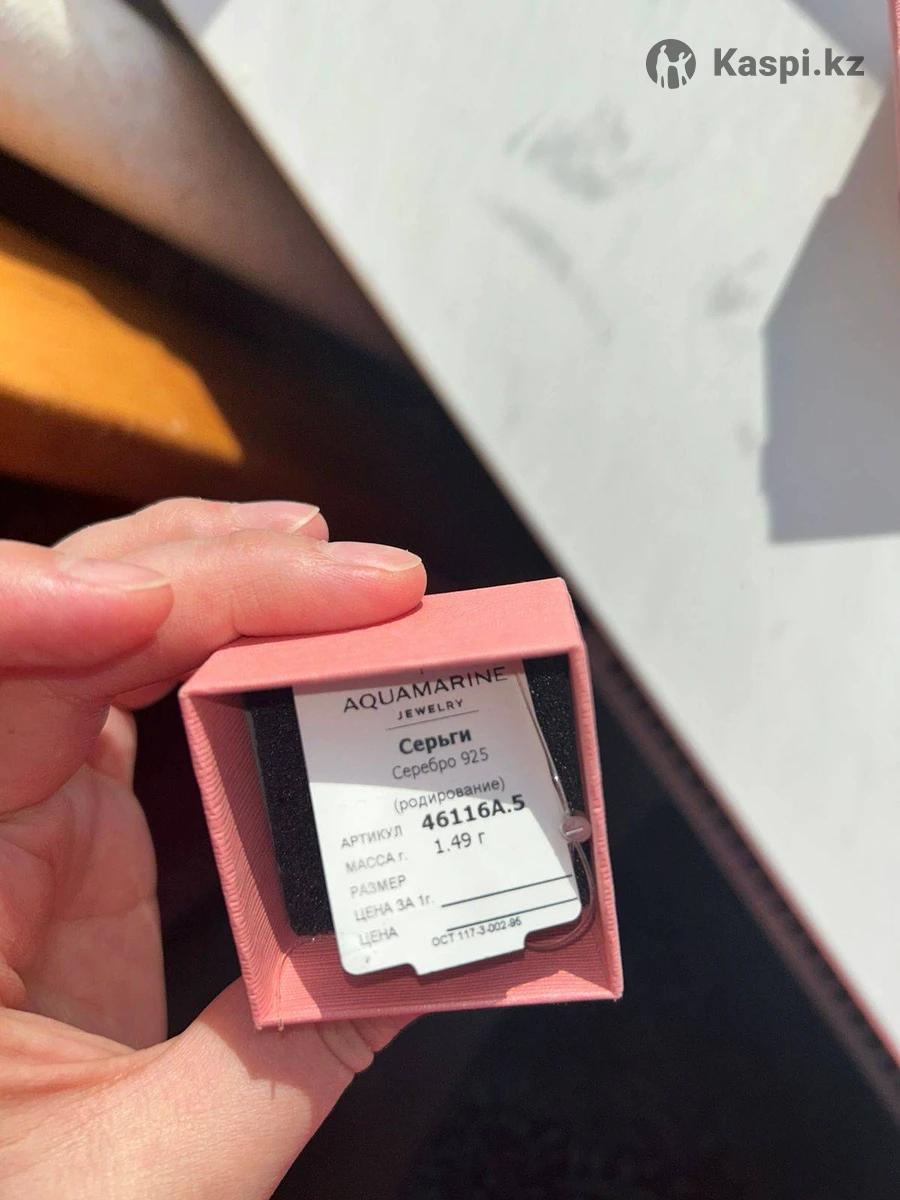 Kaspi.kz
AQUAMARINE
JEWELRY
Серьги
Серебро 925
(родирование)
АРТИКУЛ 46116А.5
МАССА г. 1.49 г
РАЗМЕР
ЦЕНА ЗА 1г.
ЦЕНА
ОСТ 117-3-002-95